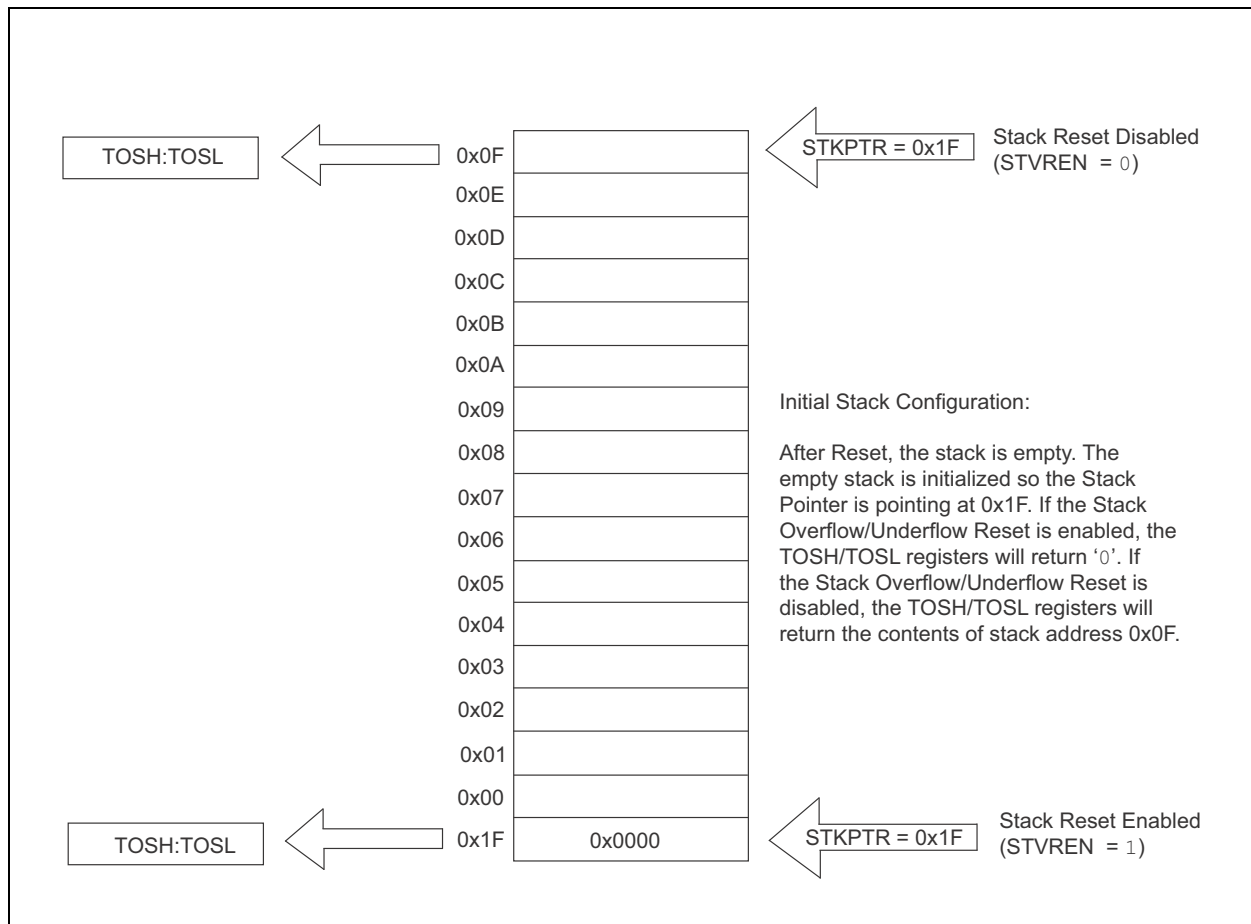 TOSH:TOSL
0x0F
STKPTR = 0x1F
Stack Reset Disabled
(STVREN = 0)
0x0E
0x0D
0x0C
0x0B
0x0A
0x09
0x08
0x07
0x06
0x05
0x04
0x03
0x02
0x01
0x00
Initial Stack Configuration:
After Reset, the stack is empty. The
empty stack is initialized so the Stack
Pointer is pointing at 0x1F. If the Stack
Overflow/Underflow Reset is enabled, the
TOSH/TOSL registers will return ‘0’. If
the Stack Overflow/Underflow Reset is
disabled, the TOSH/TOSL registers will
return the contents of stack address 0x0F.
TOSH:TOSL
0x1F
0x0000
STKPTR = 0x1F
Stack Reset Enabled
(STVREN = 1)